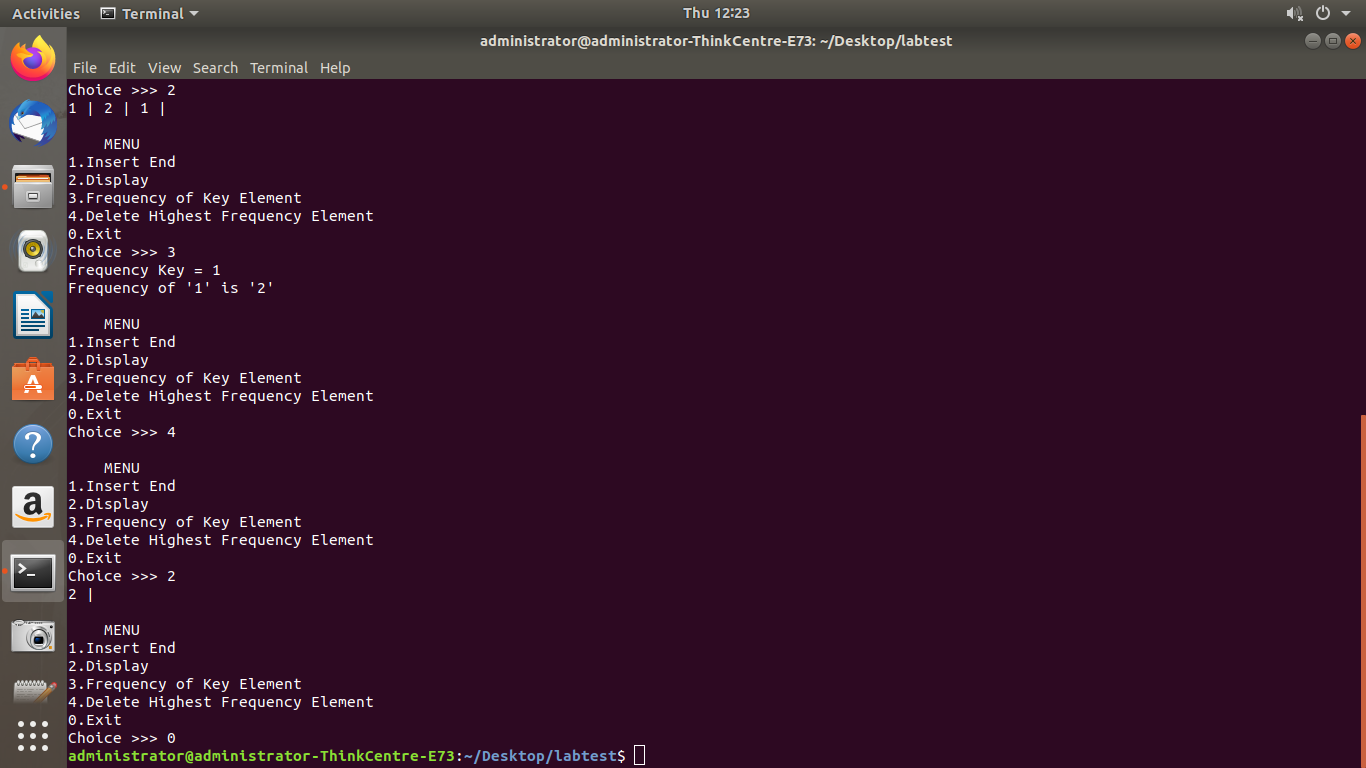 Activities Terminal Thu 12:23
administrator@administrator-ThinkCentre-E73: ~/Desktop/labtest
File Edit View Search Terminal Help
Choice >>> 2
1 | 2 | 1 |
MENU
1.Insert End
2.Display
3.Frequency of Key Element
4.Delete Highest Frequency Element
0.Exit
Choice >>> 3
Frequency Key = 1
Frequency of '1' is '2'
MENU
1.Insert End
2.Display
3.Frequency of Key Element
4.Delete Highest Frequency Element
0.Exit
Choice >>> 4
MENU
1.Insert End
2.Display
3.Frequency of Key Element
4.Delete Highest Frequency Element
0.Exit
Choice >>> 2
2 |
MENU
1.Insert End
2.Display
3.Frequency of Key Element
4.Delete Highest Frequency Element
0.Exit
Choice >>> 0
administrator@administrator-ThinkCentre-E73:~/Desktop/labtest$